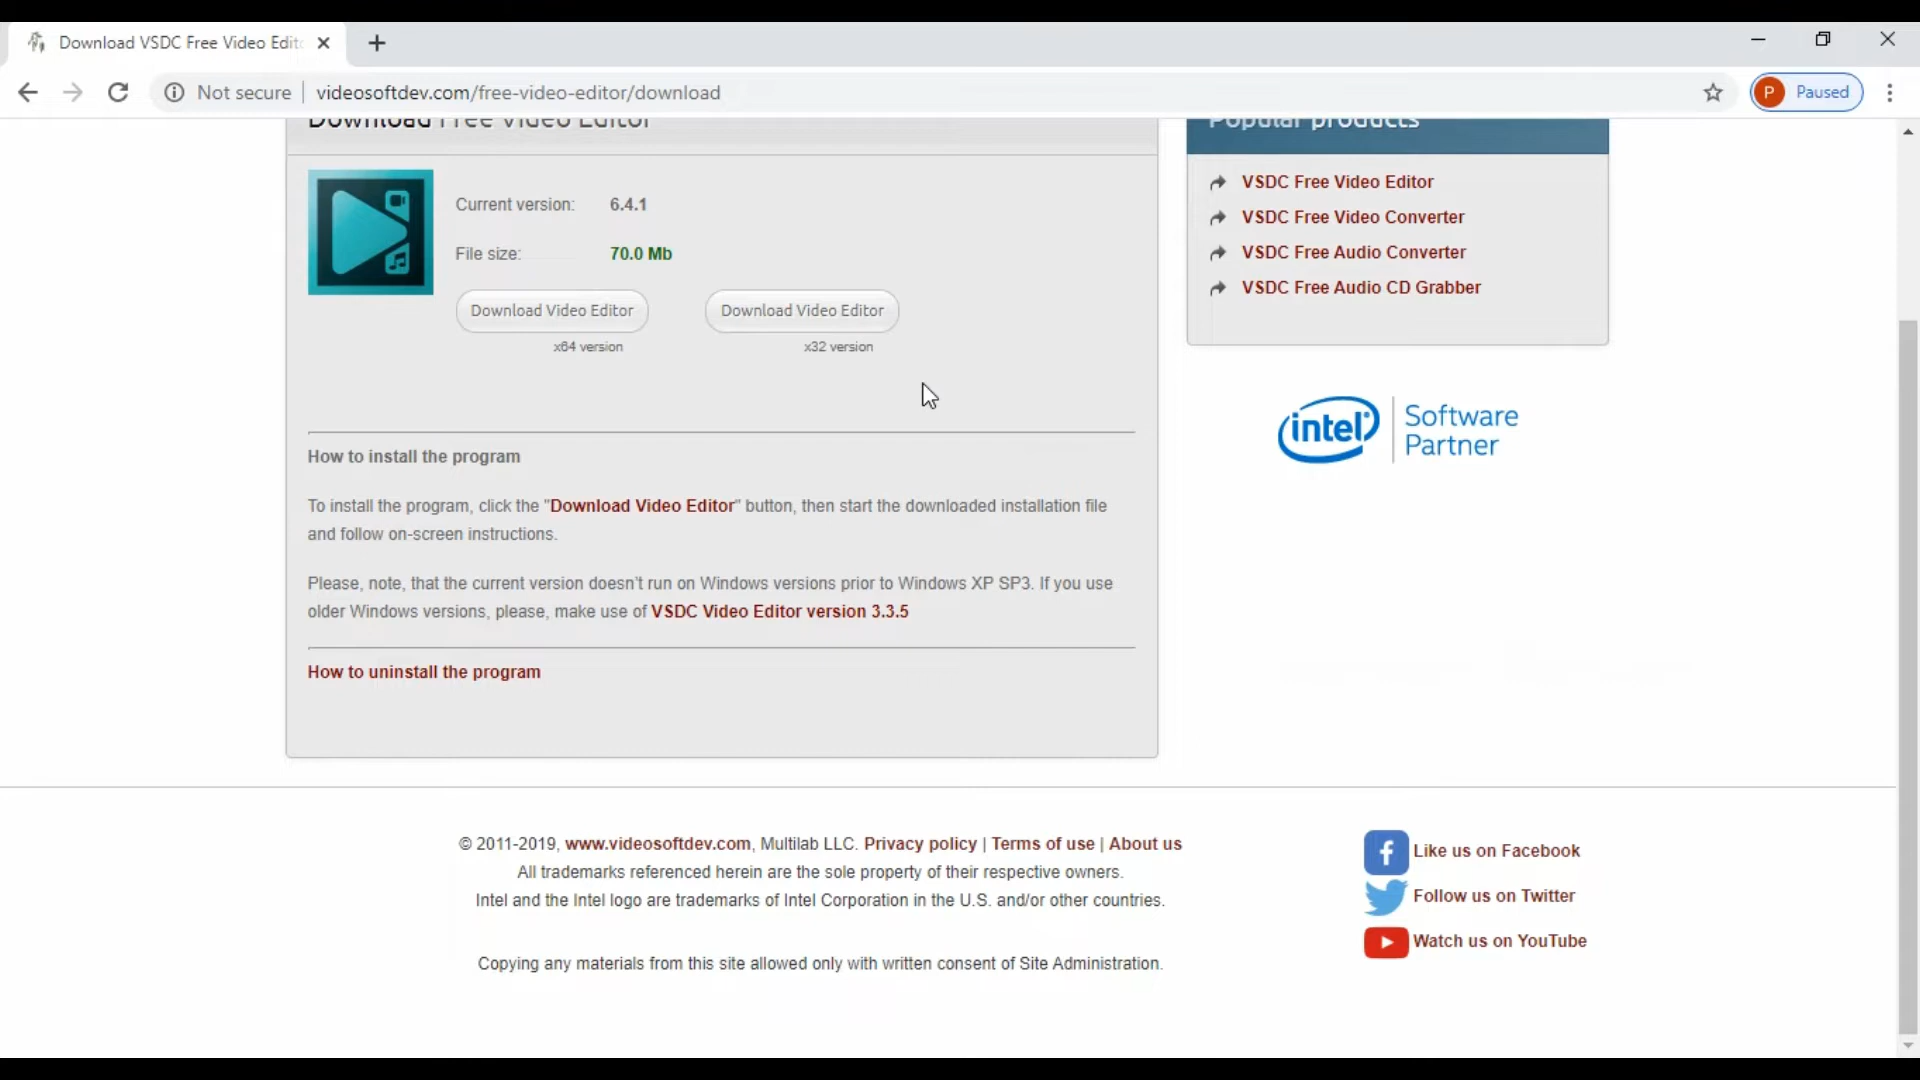 Download VSDC Free Video Edit
Not secure
videosoftdev.com/free-video-editor/download
P
Paused
Download Free Video Editor
Popular products
Current version: 6.4.1
File size: 70.0 Mb
Download Video Editor
x64 version
Download Video Editor
x32 version
VSDC Free Video Editor
VSDC Free Video Converter
VSDC Free Audio Converter
VSDC Free Audio CD Grabber
intel
Software
Partner
How to install the program
To install the program, click the "Download Video Editor" button, then start the downloaded installation file
and follow on-screen instructions.
Please, note, that the current version doesn't run on Windows versions prior to Windows XP SP3. If you use
older Windows versions, please, make use of VSDC Video Editor version 3.3.5
How to uninstall the program
© 2011-2019, www.videosoftdev.com, Multilab LLC. Privacy policy | Terms of use | About us
All trademarks referenced herein are the sole property of their respective owners.
Intel and the Intel logo are trademarks of Intel Corporation in the U.S. and/or other countries.
Copying any materials from this site allowed only with written consent of Site Administration.
Like us on Facebook
Follow us on Twitter
Watch us on YouTube